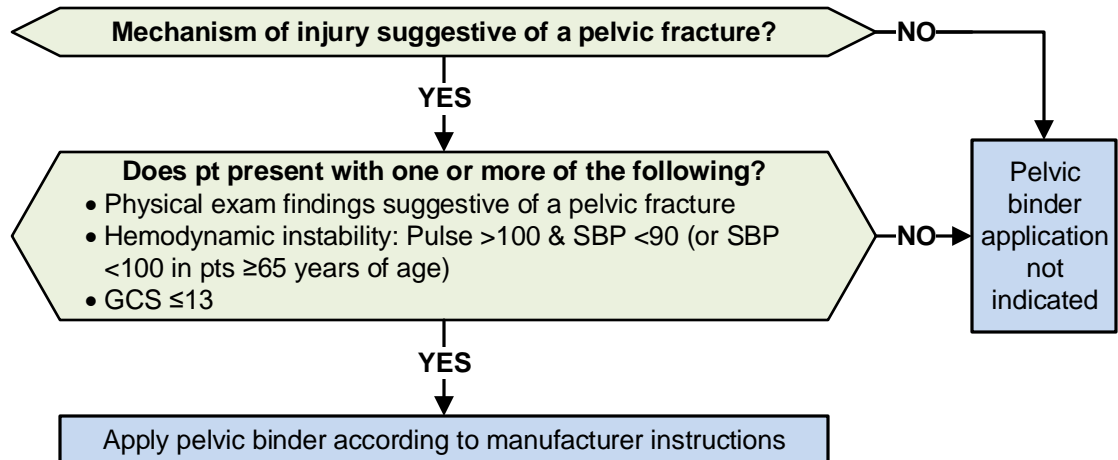 Mechanism of injury suggestive of a pelvic fracture?
NO
YES
Does pt present with one or more of the following?
• Physical exam findings suggestive of a pelvic fracture
• Hemodynamic instability: Pulse >100 & SBP <90 (or SBP
<100 in pts ≥65 years of age)
• GCS ≤13
NO
Pelvic
binder
application
not
indicated
YES
Apply pelvic binder according to manufacturer instructions